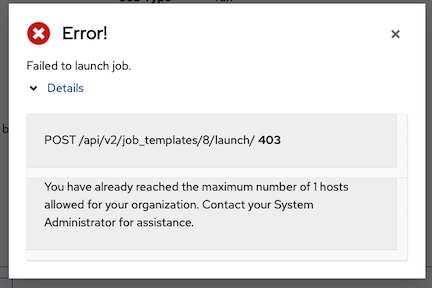 Error!
Failed to launch job.
Details
POST /api/v2/job_templates/8/launch/ 403
You have already reached the maximum number of 1 hosts
allowed for your organization. Contact your System
Administrator for assistance.